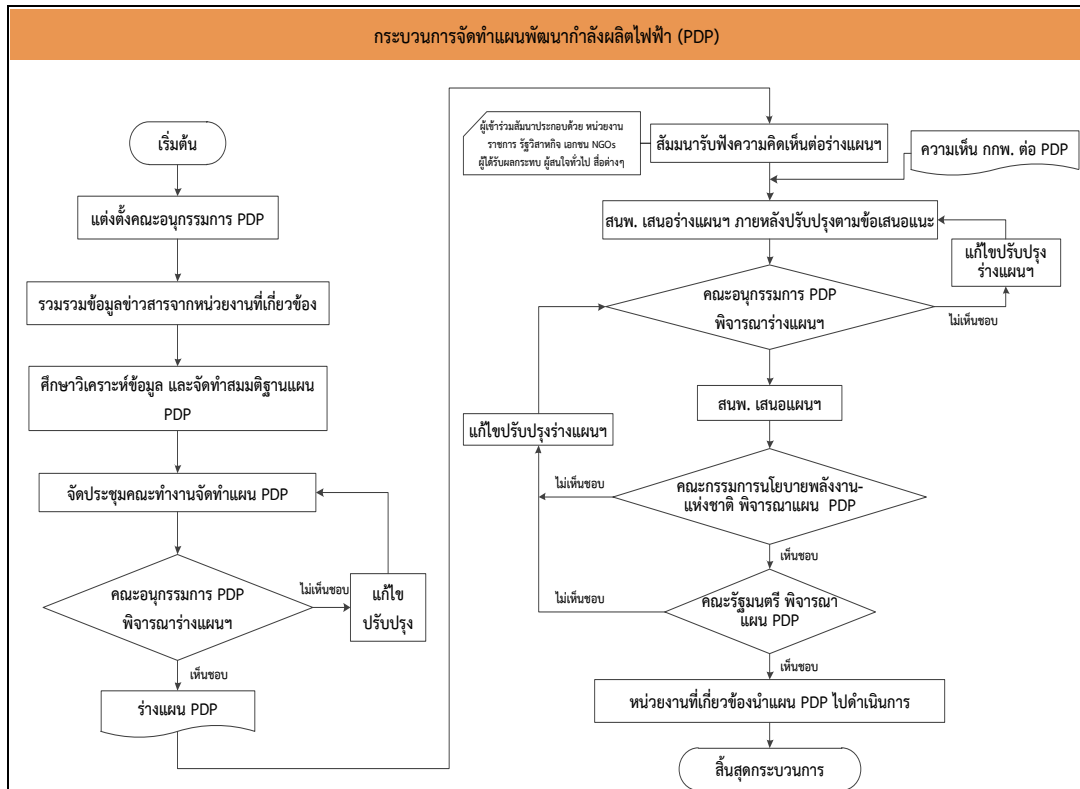 กระบวนการจัดทำแผนพัฒนากำลังผลิตไฟฟ้า (PDP)
เริ่มต้น
แต่งตั้งคณะอนุกรรมการ PDP
รวมรวมข้อมูลข่าวสารจากหน่วยงานที่เกี่ยวข้อง
ศึกษาวิเคราะห์ข้อมูล และจัดทำสมมติฐานแผน
PDP
จัดประชุมคณะทำงานจัดทำแผน PDP
คณะอนุกรรมการ PDP
พิจารณาร่างแผนฯ
ไม่เห็นชอบ
แก้ไข
ปรับปรุง
เห็นชอบ
ร่างแผน PDP
ผู้เข้าร่วมสัมนาประกอบด้วย หน่วยงาน
ราชการ รัฐวิสาหกิจ เอกชน NGOs
ผู้ได้รับผลกระทบ ผู้สนใจทั่วไป สื่อต่างๆ
สัมมนารับฟังความคิดเห็นต่อร่างแผนฯ
ความเห็น กกพ. ต่อ PDP
สนพ. เสนอร่างแผนฯ ภายหลังปรับปรุงตามข้อเสนอแนะ
แก้ไขปรับปรุง
ร่างแผนฯ
คณะอนุกรรมการ PDP
พิจารณาร่างแผนฯ
ไม่เห็นชอบ
สนพ. เสนอแผนฯ
แก้ไขปรับปรุงร่างแผนฯ
ไม่เห็นชอบ
คณะกรรมการนโยบายพลังงาน-
แห่งชาติ พิจารณาแผน PDP
เห็นชอบ
ไม่เห็นชอบ
คณะรัฐมนตรี พิจารณา
แผน PDP
เห็นชอบ
หน่วยงานที่เกี่ยวข้องนำแผน PDP ไปดำเนินการ
สิ้นสุดกระบวนการ